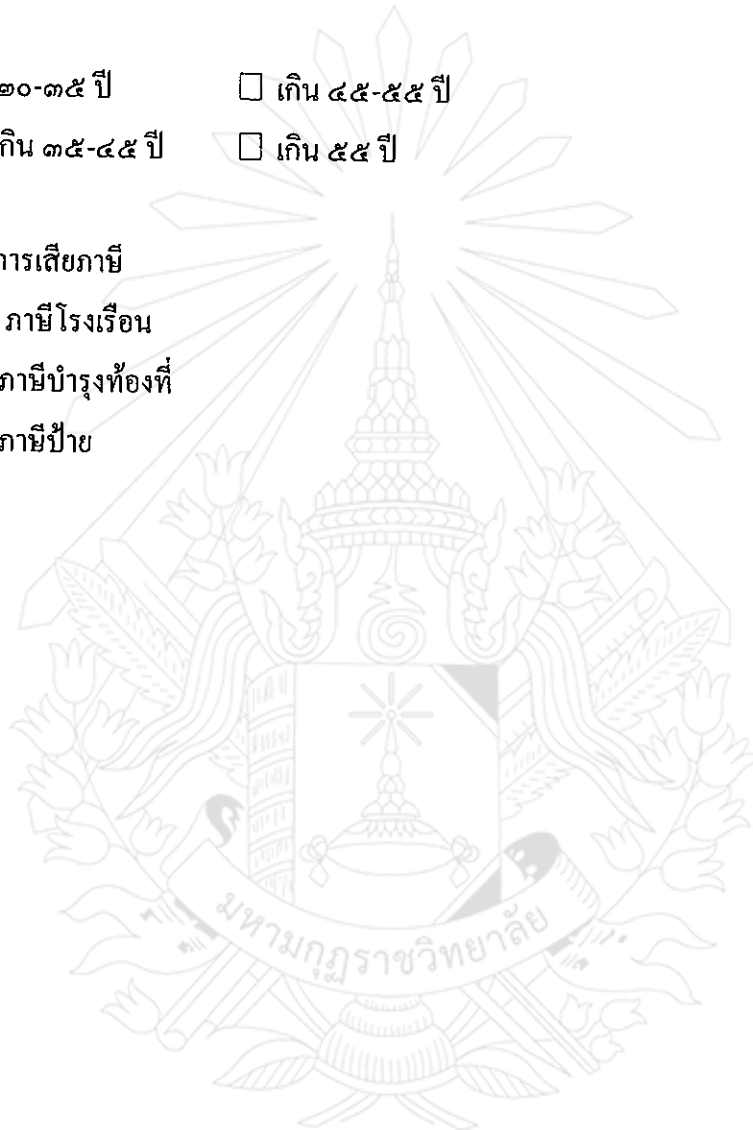 ๓๐-๓๕ ปี ☐ เกิน ๔๕-๕๕ ปี
กิน ๓๕-๔๕ ปี ☐ เกิน ๕๕ ปี
การเสียภาษี
ภาษีโรงเรือน
ภาษีบำรุงท้องที่
ภาษีป้าย
มหามกุฏราชวิทยาลัย